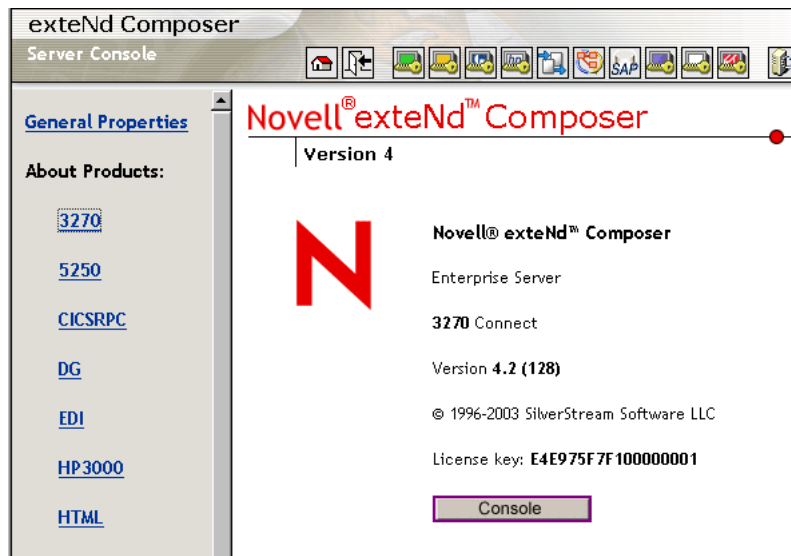 exteNd Composer
Server Console
SAP
General Properties
About Products:
3270
5250
CICSRPC
DG
EDI
HP3000
HTML
Novell® exteNd™ Composer
Version 4
N
Novell® exteNd™ Composer
Enterprise Server
3270 Connect
Version 4.2 (128)
© 1996-2003 SilverStream Software LLC
License key: E4E975F7F100000001
Console